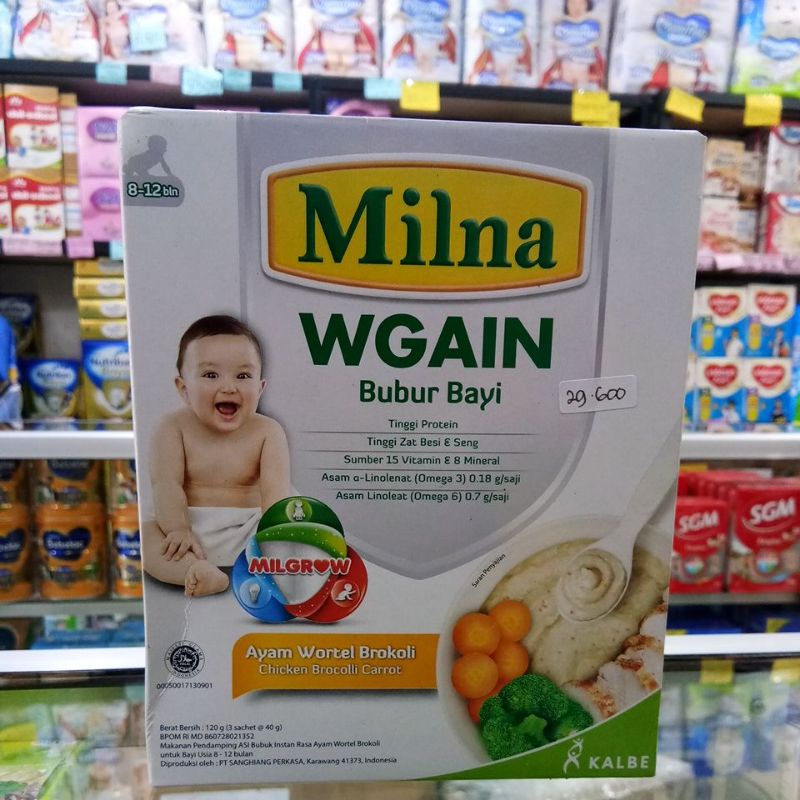 8-12 bln
Milna
WGAIN
Bubur Bayi
29.600
Tinggi Protein
Tinggi Zat Besi & Seng
Sumber 15 Vitamin & 8 Mineral
Asam α-Linolenat (Omega 3) 0.18 g/saji
Asam Linoleat (Omega 6) 0.7 g/saji
MILGROW
Saran Penyajian
Ayam Wortel Brokoli
Chicken Brocolli Carrot
00050017130901
Berat Bersih : 120 g (3 sachet @ 40 g)
BPOM RI MD 860728021352
Makanan Pendamping ASI Bubuk Instan Rasa Ayam Wortel Brokoli
untuk Bayi Usia 8 - 12 bulan
Diproduksi oleh : PT SANGHIANG PERKASA, Karawang 41373, Indonesia
KALBE
SGM
SGM